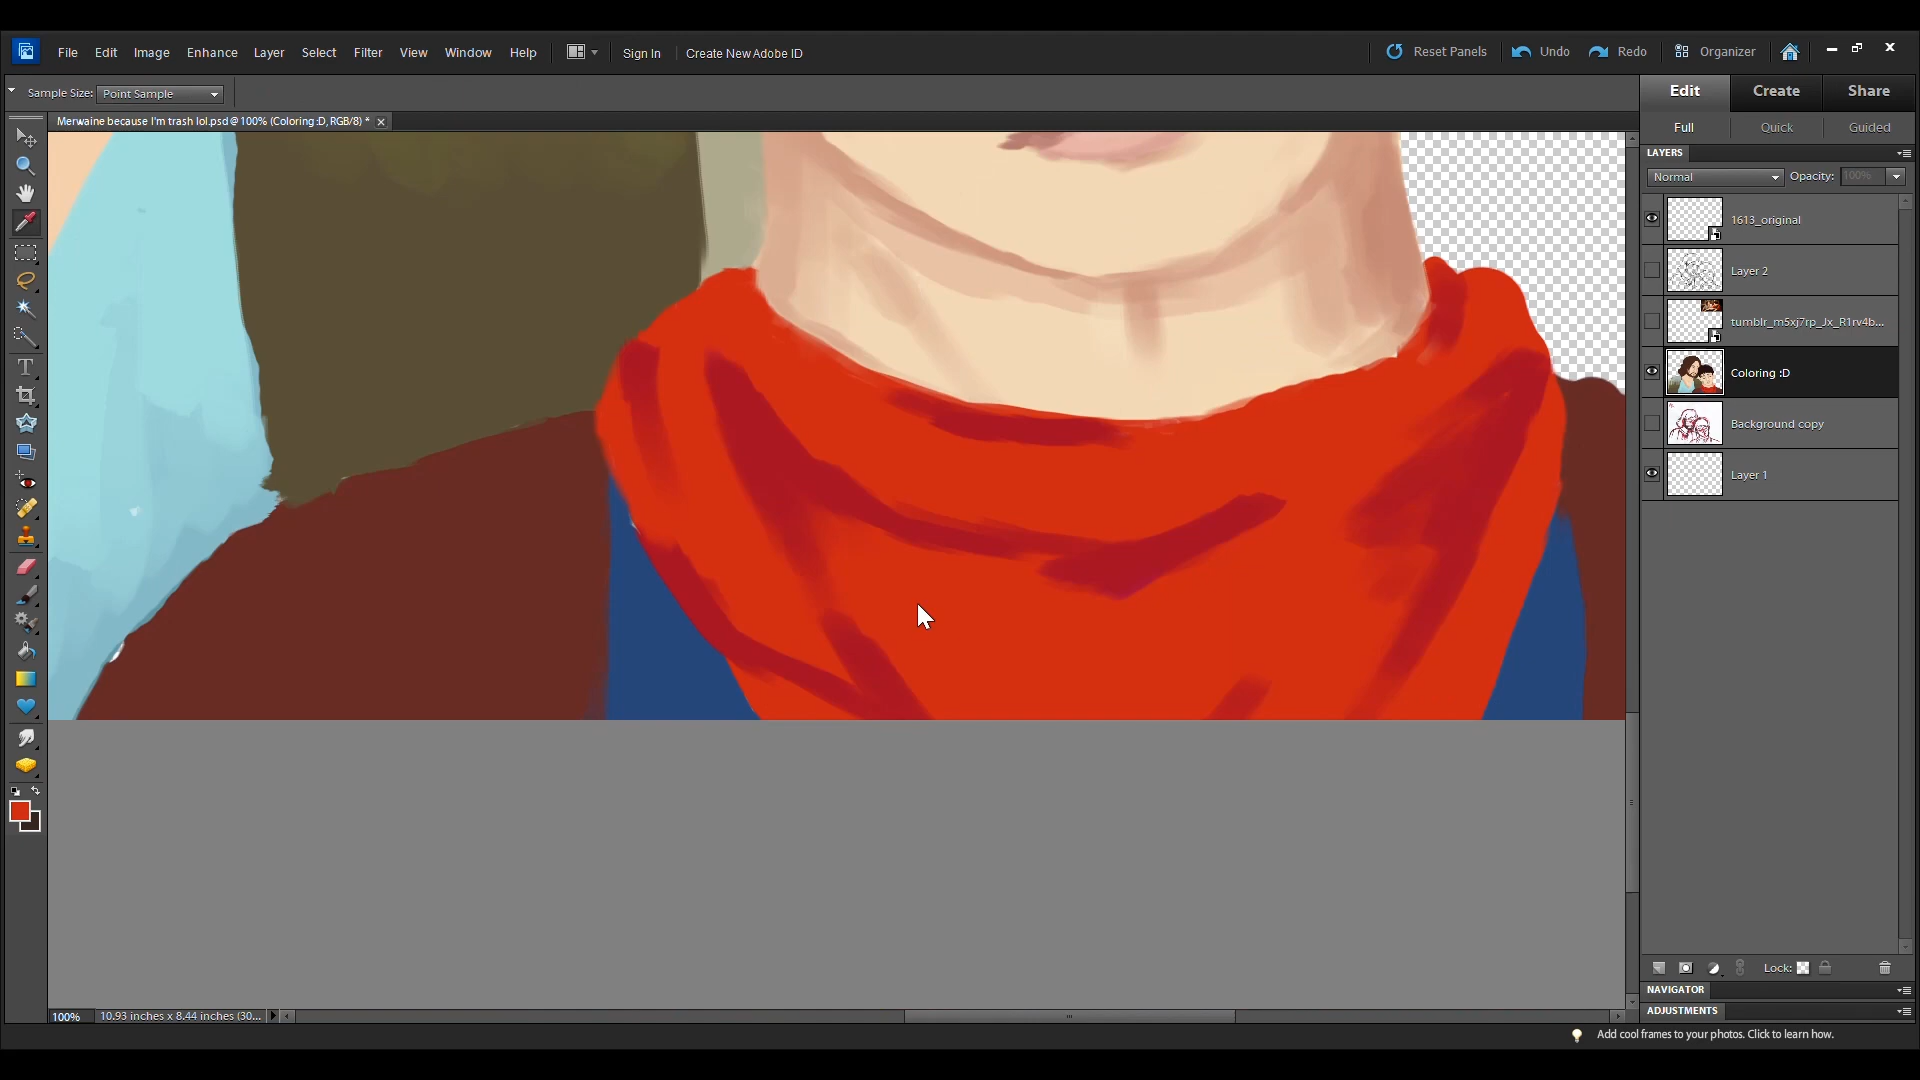 File Edit Image Enhance Layer Select Filter View Window Help Sign In Create New Adobe ID Reset Panels Undo Redo Organizer
Sample Size: Point Sample
Edit Create Share
Merwaine because I'm trash lol.psd @ 100% (Coloring :D, RGB/8) *
Full Quick Guided
LAYERS
Normal Opacity: 100%
1613_original
Layer 2
tumblr_m5xj7rp_Jx_R1rv4b...
Coloring :D
Background copy
Layer 1
Lock:
NAVIGATOR
ADJUSTMENTS
100% 10.93 inches x 8.44 inches (30...
Add cool frames to your photos. Click to learn how.